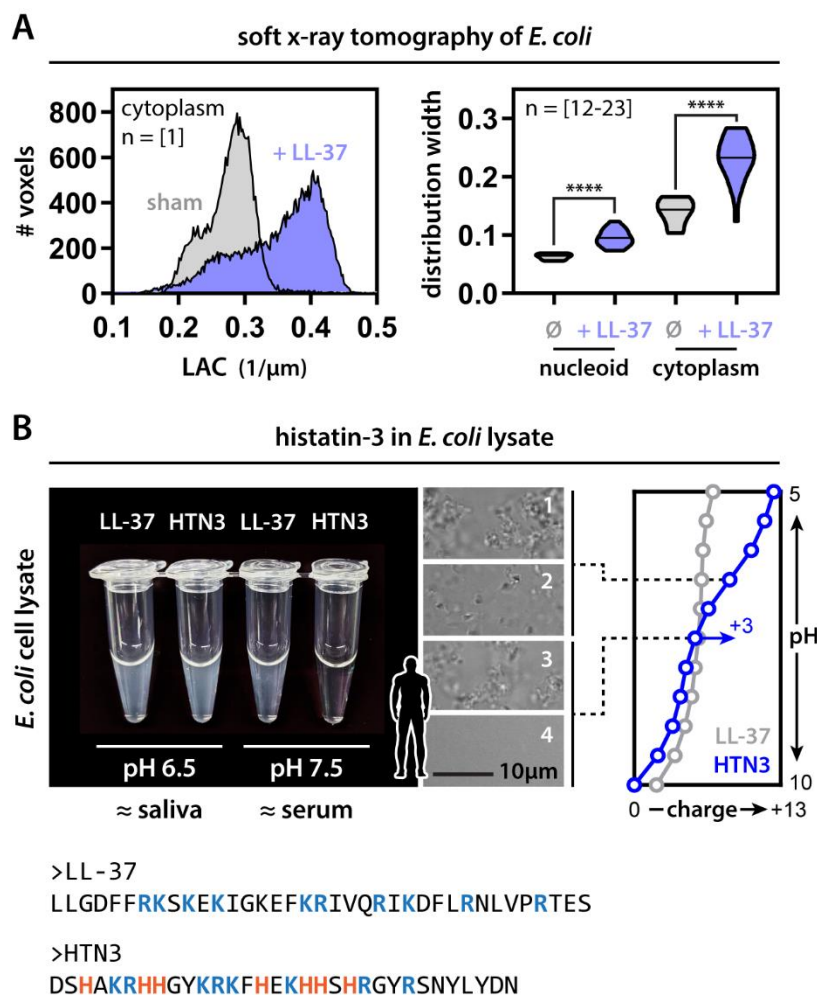 A
soft x-ray tomography of E. coli
800
600
400
200
0
# voxels
cytoplasm
n = [1]
+ LL-37
sham
0.1 0.2 0.3 0.4 0.5
LAC (1/μm)
0.3
0.2
0.1
0.0
distribution width
n = [12-23]
****
****
Ø + LL-37 Ø + LL-37
nucleoid cytoplasm
B
histatin-3 in E. coli lysate
E. coli cell lysate
LL-37 HTN3 LL-37 HTN3
pH 6.5 pH 7.5
≈ saliva ≈ serum
1
2
3
4
10μm
5
pH
10
+3
LL-37
HTN3
0 charge +13
>LL-37
LLGDFFRKSKEKIGKEFKRIVQRIKDFLRNLVPRTES
>HTN3
DSHAKRHHGYKRKFHEKHHSHRGYRSNYLYDN